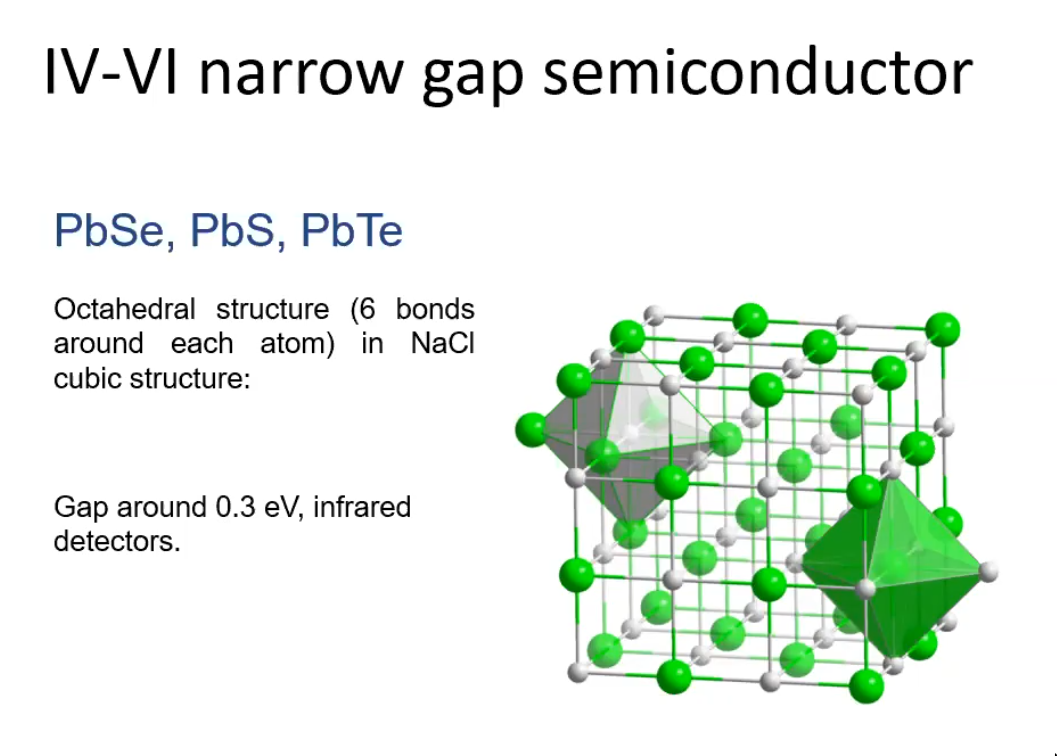 IV-VI narrow gap semiconductor
PbSe, PbS, PbTe
Octahedral structure (6 bonds
around each atom) in NaCl
cubic structure:
Gap around 0.3 eV, infrared
detectors.